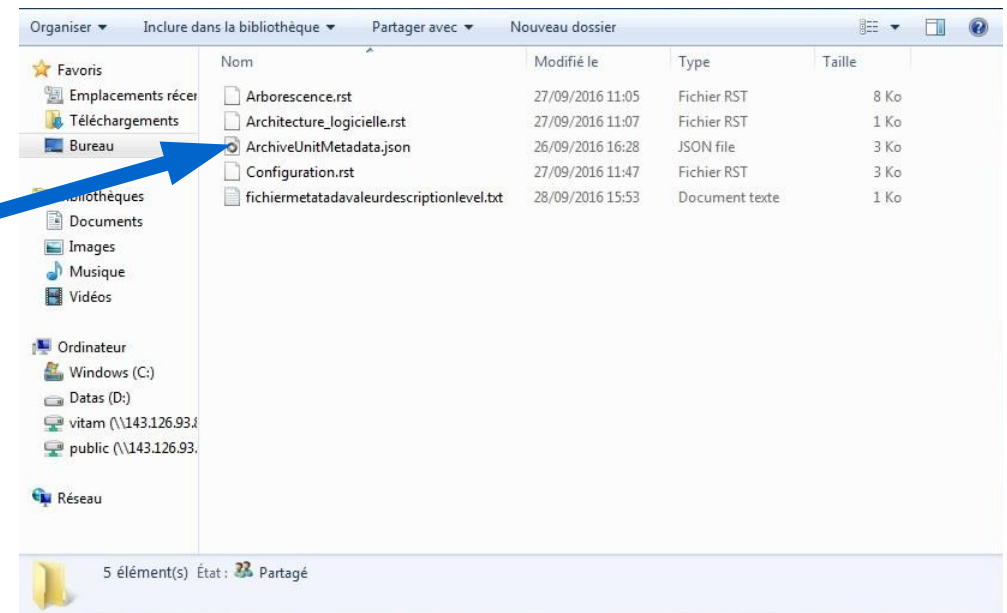 Organiser Inclure dans la bibliothèque Partager avec Nouveau dossier
Nom Modifié le Type Taille
Favoris
Emplacements récer
Téléchargements
Bureau
Bibliothèques
Documents
Images
Musique
Vidéos
Ordinateur
Windows (C:)
Datas (D:)
vitam (\\143.126.93.8
public (\\143.126.93.
Réseau
Arborescence.rst 27/09/2016 11:05 Fichier RST 8 Ko
Architecture_logicielle.rst 27/09/2016 11:07 Fichier RST 1 Ko
ArchiveUnitMetadata.json 26/09/2016 16:28 JSON file 3 Ko
Configuration.rst 27/09/2016 11:47 Fichier RST 3 Ko
fichiermetatadavaleurdescriptionlevel.txt 28/09/2016 15:53 Document texte 1 Ko
5 élément(s) État : Partagé